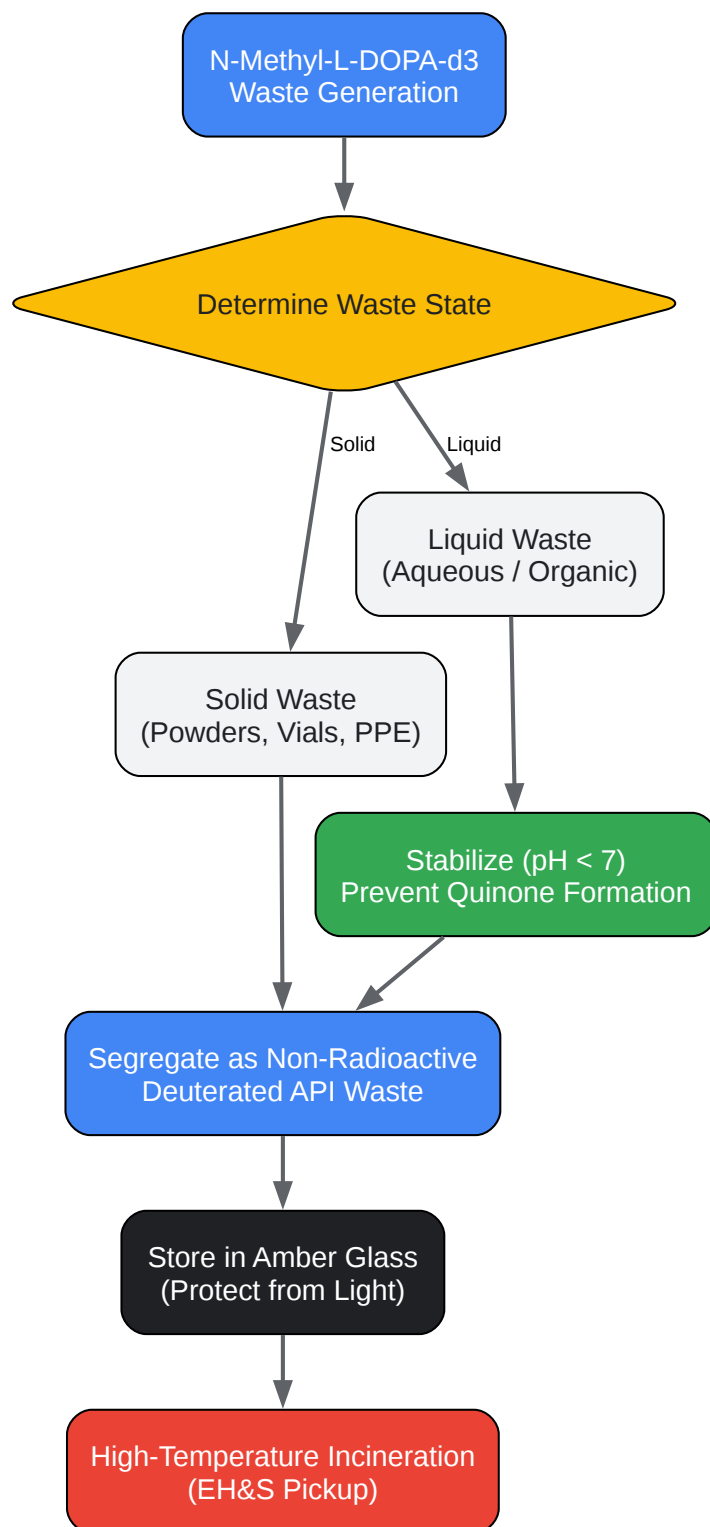 N-Methyl-L-DOPA-d3
Waste Generation
Determine Waste State
Solid
Liquid
Liquid Waste
(Aqueous / Organic)
Solid Waste
(Powders, Vials, PPE)
Stabilize (pH < 7)
Prevent Quinone Formation
Segregate as Non-Radioactive
Deuterated API Waste
Store in Amber Glass
(Protect from Light)
High-Temperature Incineration
(EH&S Pickup)